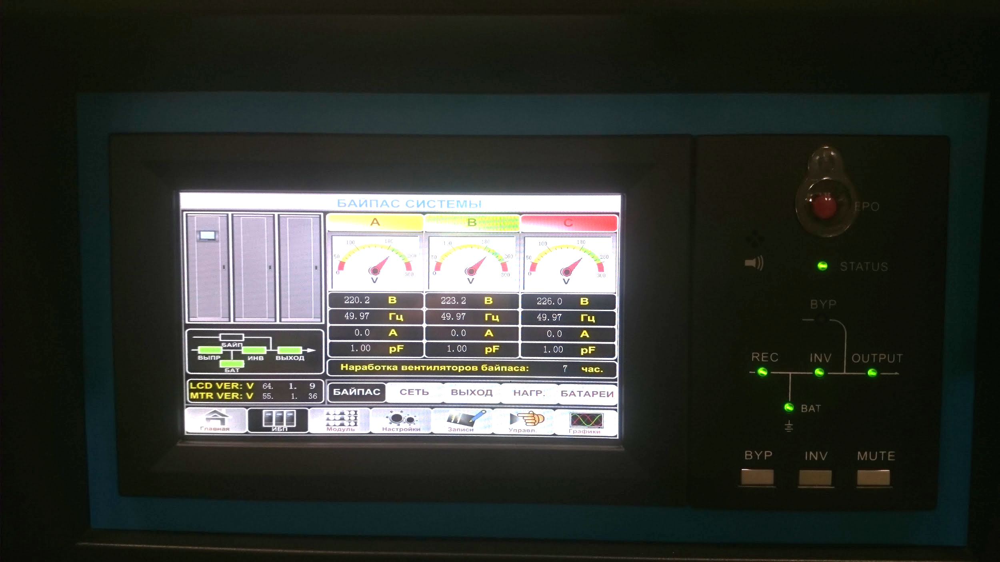 БАЙПАС СИСТЕМЫ
A B C
0 50 100 180 260 300 V
0 50 100 180 260 300 V
0 50 100 180 260 300 V
220.2 В 223.2 В 226.0 В
49.97 Гц 49.97 Гц 49.97 Гц
0.0 А 0.0 А 0.0 А
1.00 pF 1.00 pF 1.00 pF
Наработка вентиляторов байпаса: 7 час.
БАЙП
ВЫПР ИНВ ВЫХОД
БАТ
LCD VER: V 64. 1. 9
MTR VER: V 55. 1. 36
БАЙПАС СЕТЬ ВЫХОД НАГР. БАТАРЕИ
Главная ИБП Модуль Настройки Записи Управл. Графики
EPO
STATUS
BYP
REC INV OUTPUT
BAT
BYP INV MUTE